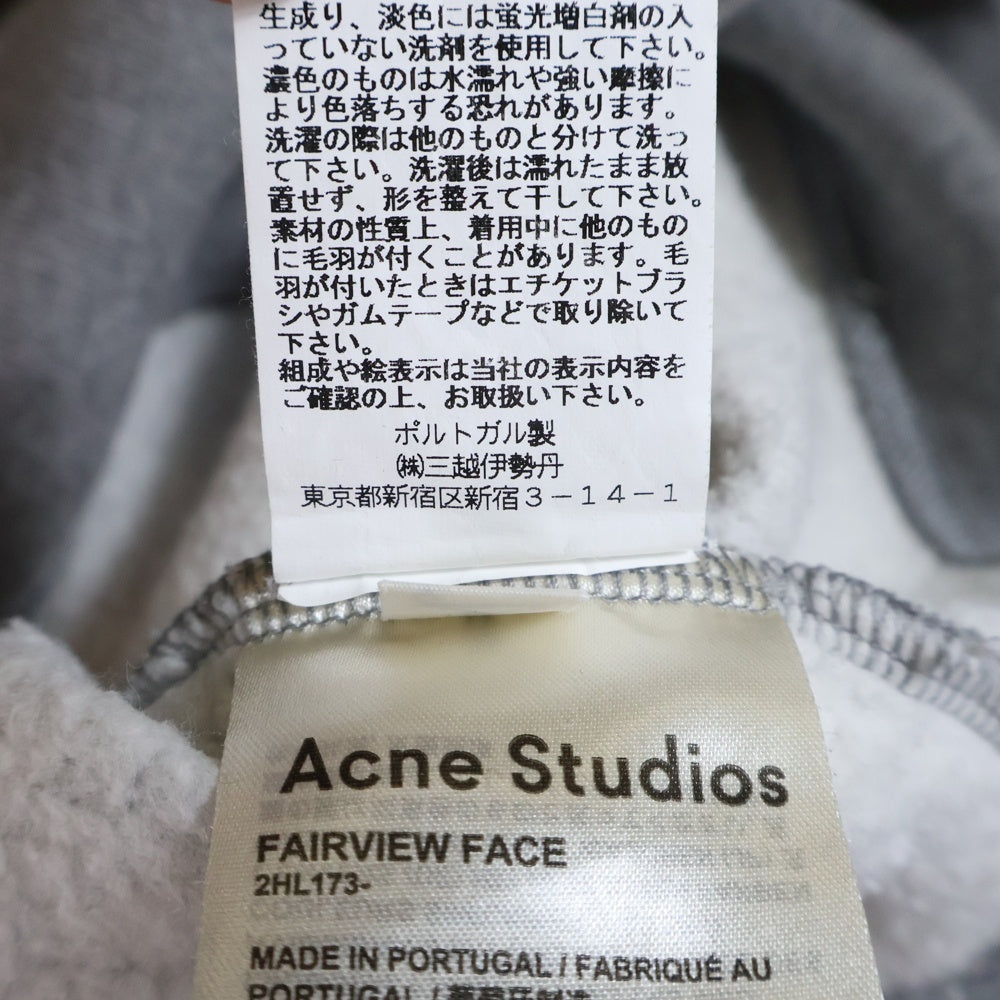 生成り、淡色には蛍光増白剤の入
っていない洗剤を使用して下さい。
濃色のものは水濡れや強い摩擦に
より色落ちする恐れがあります。
洗濯の際は他のものと分けて洗っ
て下さい。洗濯後は濡れたまま放
置せず、形を整えて干して下さい。
素材の性質上、着用中に他のもの
に毛羽が付くことがあります。毛
羽が付いたときはエチケットブラ
シやガムテープなどで取り除いて
下さい。
組成や絵表示は当社の表示内容を
ご確認の上、お取扱い下さい。
ポルトガル製
㈱三越伊勢丹
東京都新宿区新宿3－14－1
Acne Studios
FAIRVIEW FACE
2HL173-
MADE IN PORTUGAL / FABRIQUÉ AU
PORTUGAL / 葡萄牙制造